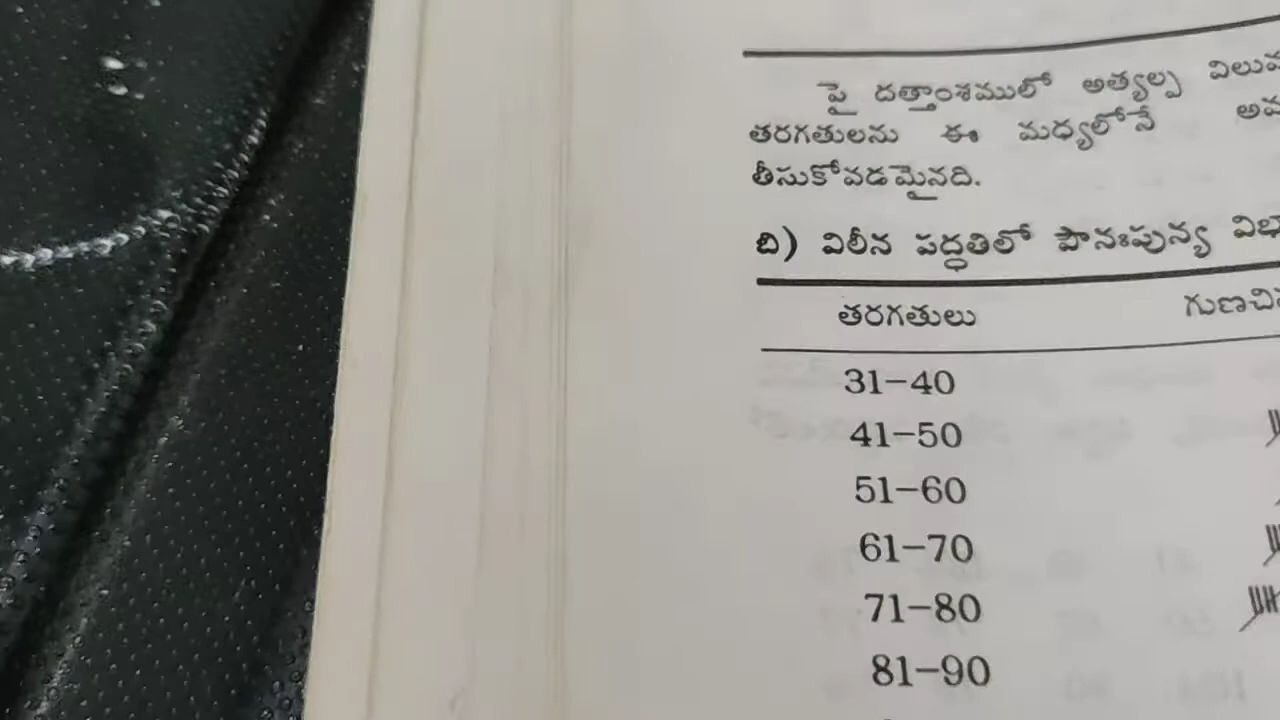 పై దత్తాంశములో అత్యల్ప
తరగతులను ఈ మధ్యలోనే
తీసుకోవడమైనది.
బి) విలీన పద్ధతిలో పౌనఃపున్య
తరగతులు
31–40
41–50
51–60
61–70
71–80
81–90